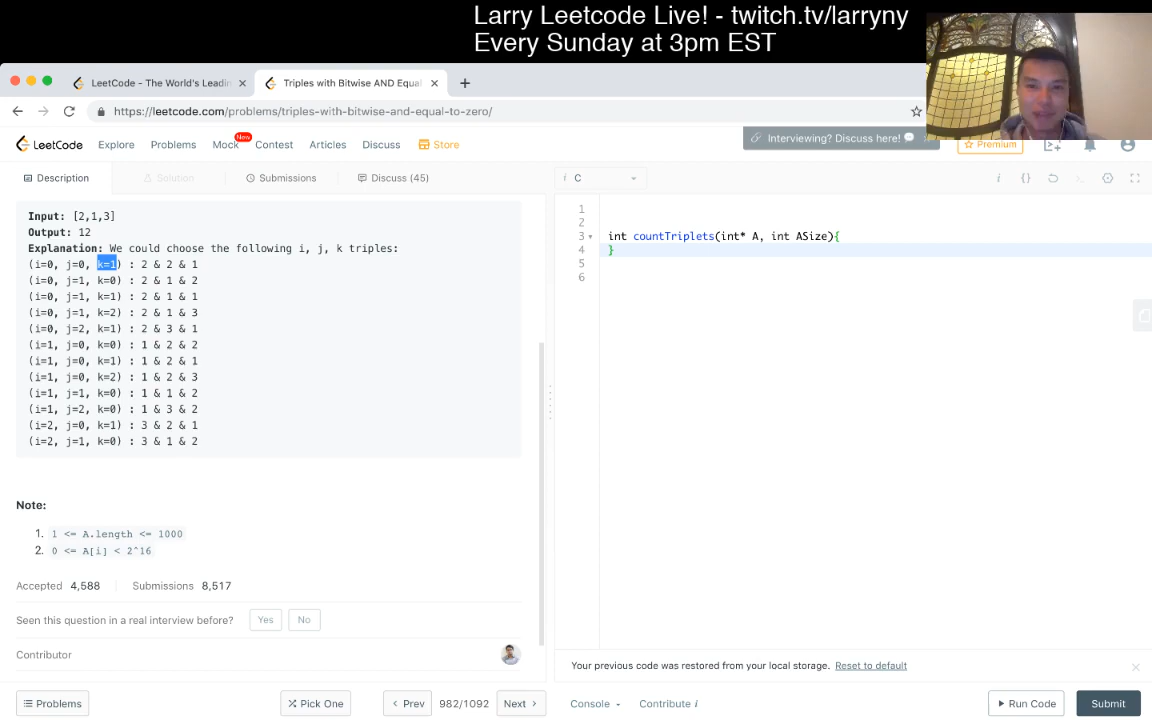 Larry Leetcode Live! - twitch.tv/larryny
Every Sunday at 3pm EST
LeetCode - The World's Leadin
Triples with Bitwise AND Equal
https://leetcode.com/problems/triples-with-bitwise-and-equal-to-zero/
LeetCode Explore Problems Mock New Contest Articles Discuss Store
Interviewing? Discuss here!
Premium
Description Solution Submissions Discuss (45)
i C
Input: [2,1,3]
Output: 12
Explanation: We could choose the following i, j, k triples:
(i=0, j=0, k=1) : 2 & 2 & 1
(i=0, j=1, k=0) : 2 & 1 & 2
(i=0, j=1, k=1) : 2 & 1 & 1
(i=0, j=1, k=2) : 2 & 1 & 3
(i=0, j=2, k=1) : 2 & 3 & 1
(i=1, j=0, k=0) : 1 & 2 & 2
(i=1, j=0, k=1) : 1 & 2 & 1
(i=1, j=0, k=2) : 1 & 2 & 3
(i=1, j=1, k=0) : 1 & 1 & 2
(i=1, j=2, k=0) : 1 & 3 & 2
(i=2, j=0, k=1) : 3 & 2 & 1
(i=2, j=1, k=0) : 3 & 1 & 2
Note:
1. 1 <= A.length <= 1000
2. 0 <= A[i] < 2^16
Accepted 4,588 Submissions 8,517
Seen this question in a real interview before? Yes No
Contributor
1
2
3 int countTriplets(int* A, int ASize){
4 }
5
6
Your previous code was restored from your local storage. Reset to default
Problems Pick One Prev 982/1092 Next Console Contribute i Run Code Submit